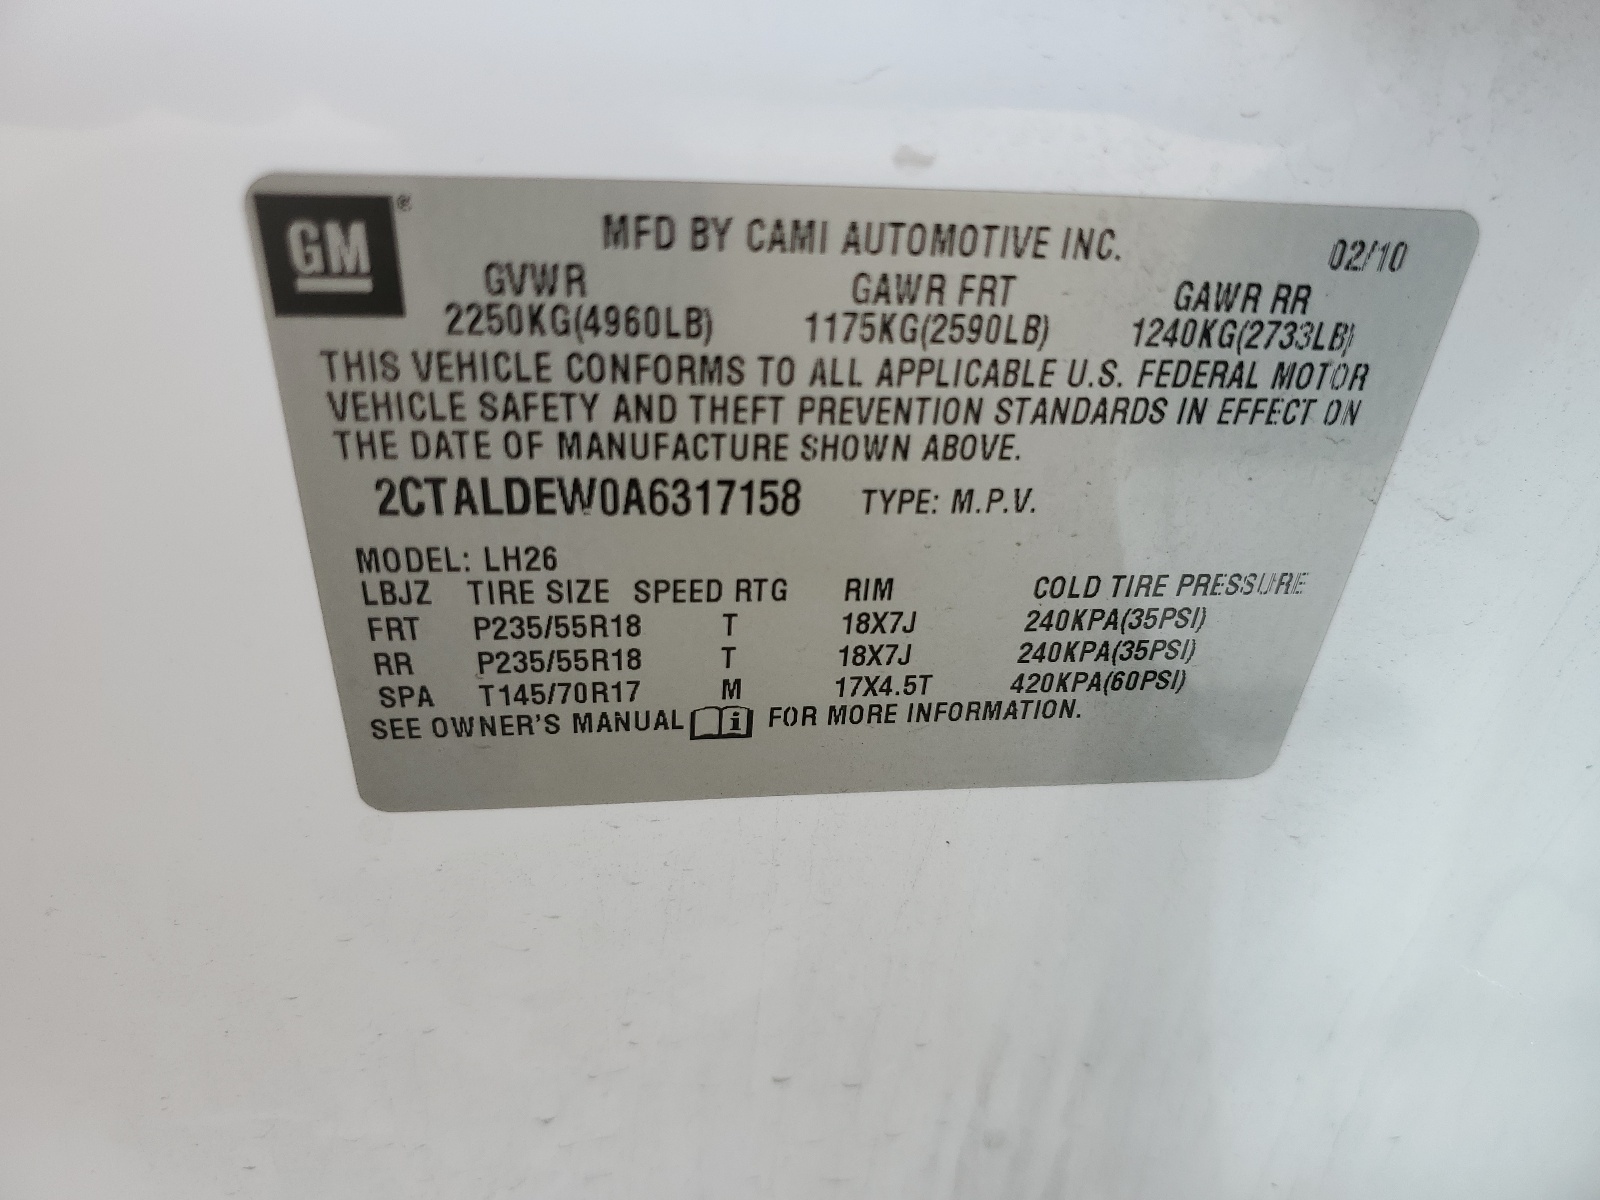 GM ®
MFD BY CAMI AUTOMOTIVE INC. 02/10
GVWR GAWR FRT GAWR RR
2250KG(4960LB) 1175KG(2590LB) 1240KG(2733LB)
THIS VEHICLE CONFORMS TO ALL APPLICABLE U.S. FEDERAL MOTOR
VEHICLE SAFETY AND THEFT PREVENTION STANDARDS IN EFFECT ON
THE DATE OF MANUFACTURE SHOWN ABOVE.
2CTALDEW0A6317158 TYPE: M.P.V.
MODEL: LH26
LBJZ TIRE SIZE SPEED RTG RIM COLD TIRE PRESSURE
FRT P235/55R18 T 18X7J 240KPA(35PSI)
RR P235/55R18 T 18X7J 240KPA(35PSI)
SPA T145/70R17 M 17X4.5T 420KPA(60PSI)
SEE OWNER'S MANUAL i FOR MORE INFORMATION.